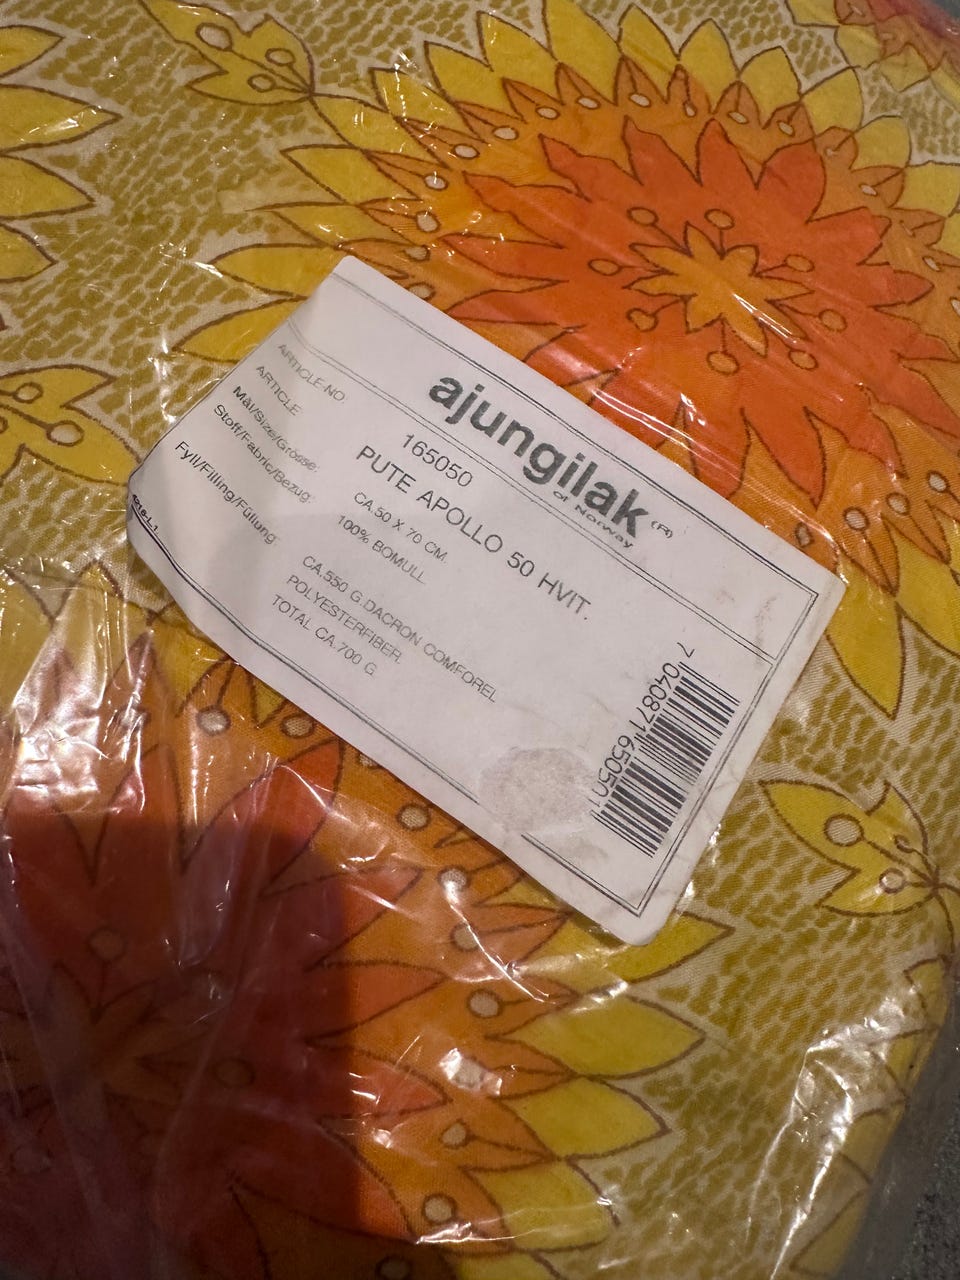 ajungilak (R)
of Norway
ARTICLE-NO 165050
ARTICLE PUTE APOLLO 50 HVIT
Mål/Size/Grösse: CA.50 X 70 CM.
Stoff/Fabric/Bezug: 100% BOMULL
Fyll/Filling/Füllung: CA.550 G.DACRON COMFOREL
POLYESTERFIBER.
TOTAL CA.700 G.
7 040871 650501